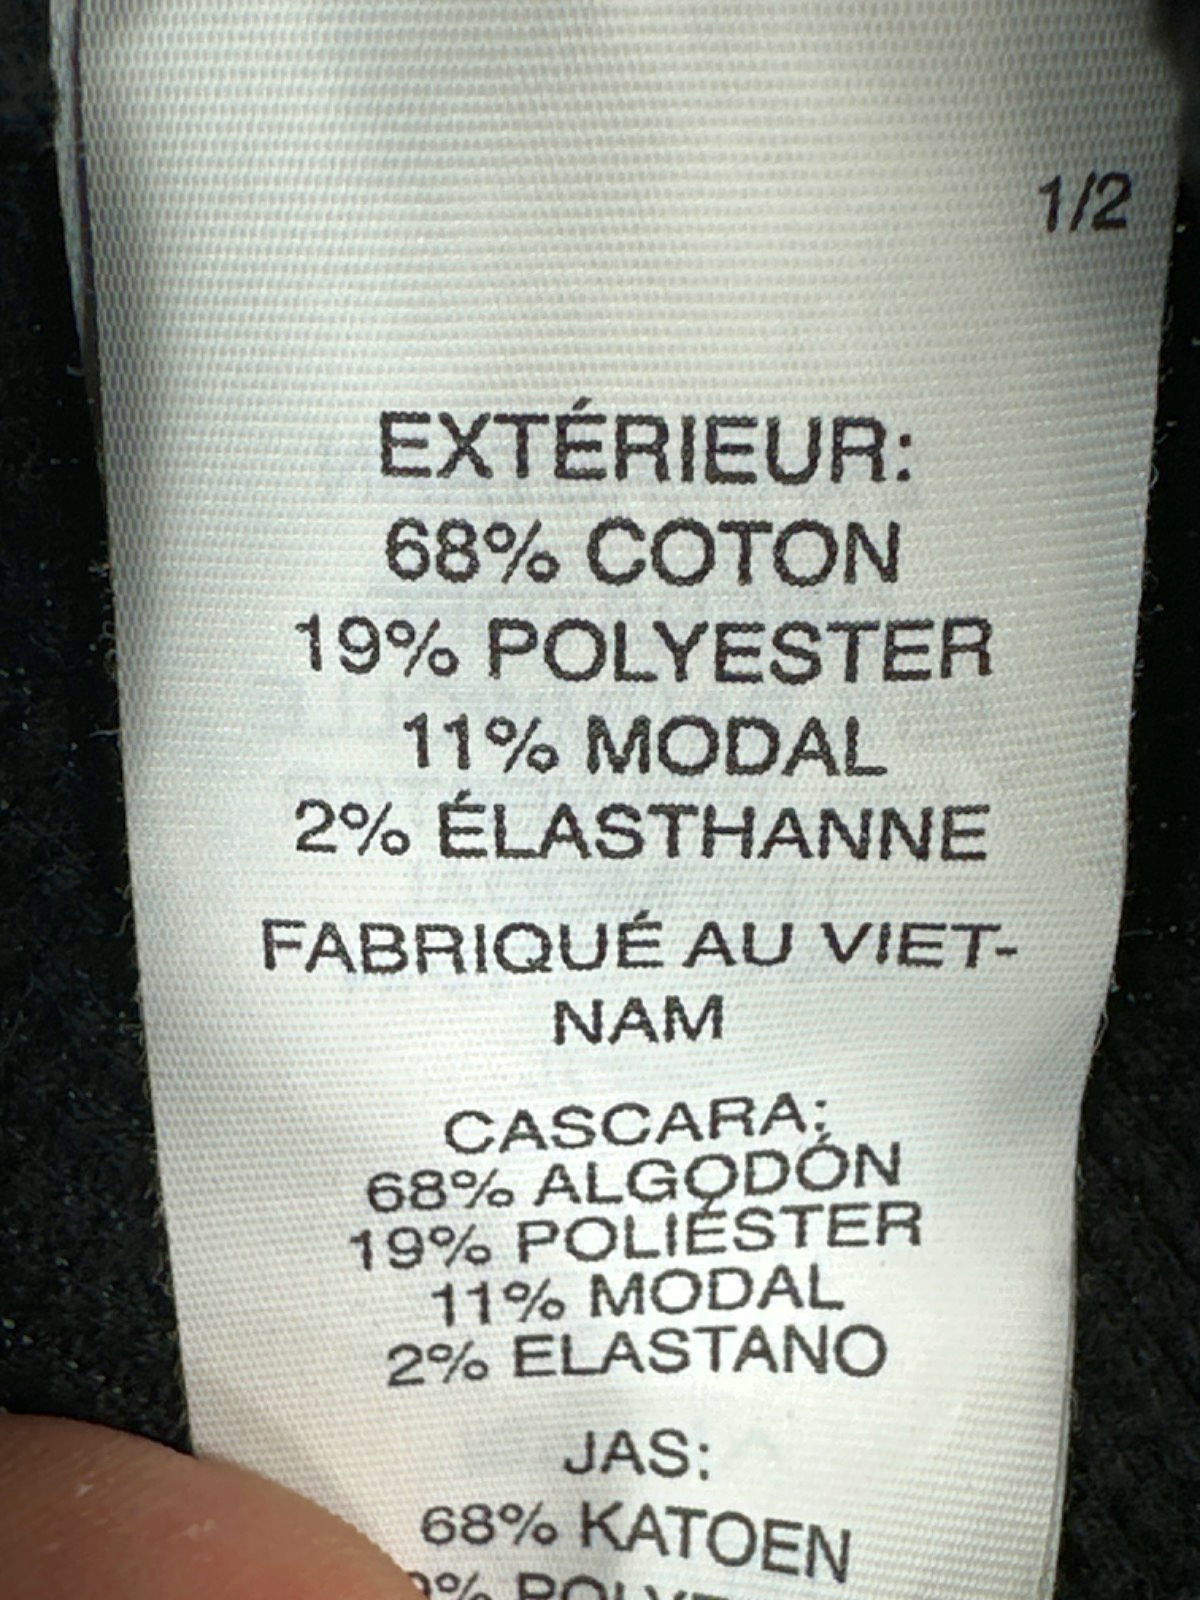 1/2
EXTÉRIEUR:
68% COTON
19% POLYESTER
11% MODAL
2% ÉLASTHANNE
FABRIQUÉ AU VIET-
NAM
CASCARA:
68% ALGODÓN
19% POLIÉSTER
11% MODAL
2% ELASTANO
JAS:
68% KATOEN